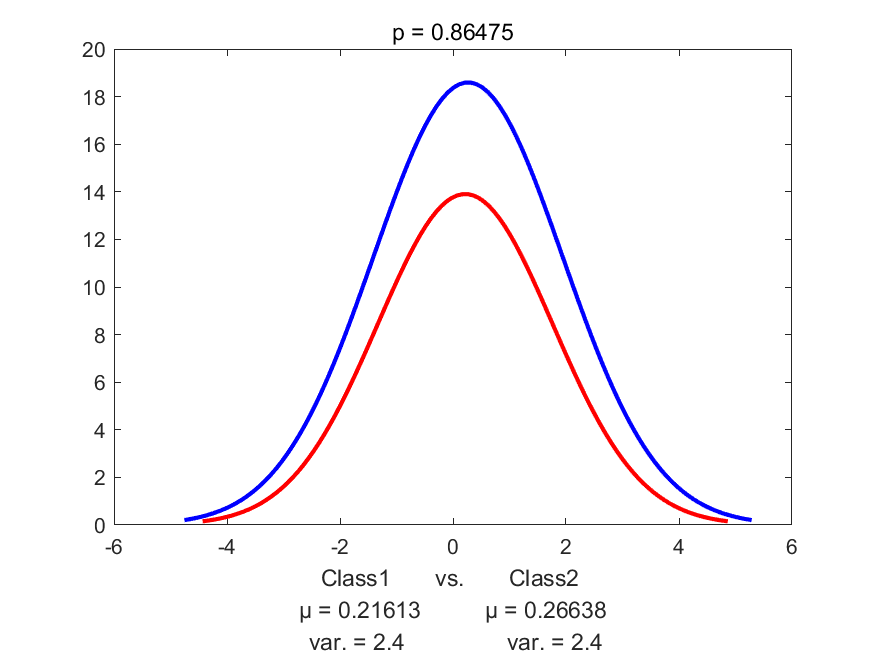 p = 0.86475
20
18
16
14
12
10
8
6
4
2
0
-6 -4 -2 0 2 4 6
Class1 vs. Class2
μ = 0.21613 μ = 0.26638
var. = 2.4 var. = 2.4